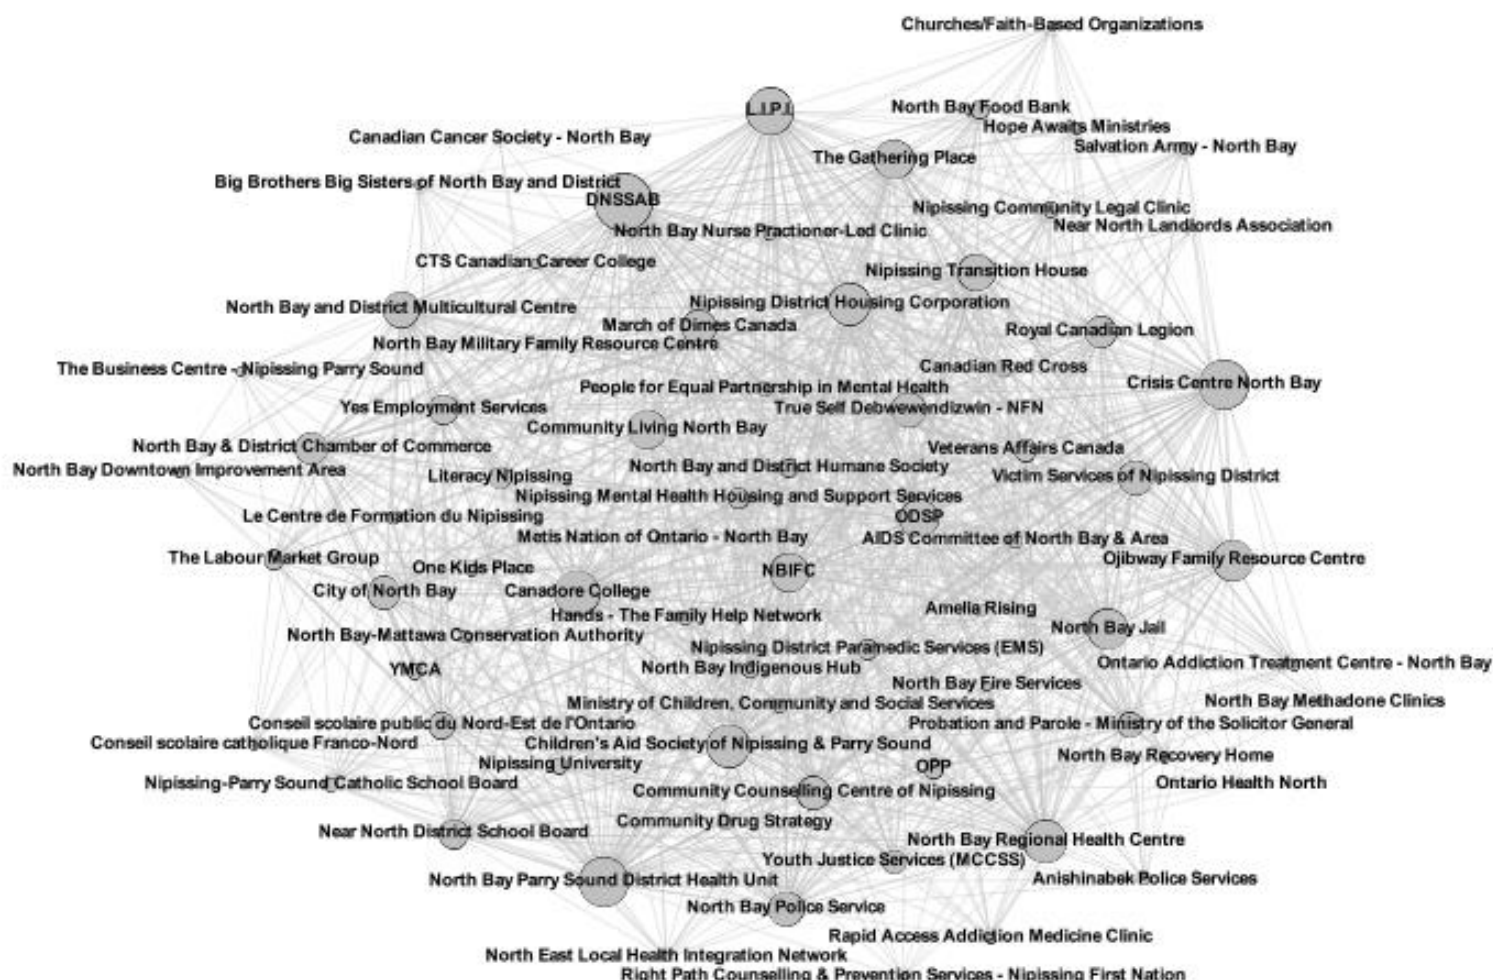 Churches/Faith-Based Organizations
L.I.P.I.
North Bay Food Bank
Hope Awaits Ministries
Canadian Cancer Society - North Bay
Salvation Army - North Bay
The Gathering Place
Big Brothers Big Sisters of North Bay and District
DNSSAB
Nipissing Community Legal Clinic
Near North Landlords Association
North Bay Nurse Practioner-Led Clinic
CTS Canadian Career College
Nipissing Transition House
Nipissing District Housing Corporation
North Bay and District Multicultural Centre
March of Dimes Canada
Royal Canadian Legion
North Bay Military Family Resource Centre
Canadian Red Cross
The Business Centre - Nipissing Parry Sound
Crisis Centre North Bay
People for Equal Partnership in Mental Health
Yes Employment Services
True Self Debwewendizwin - NFN
Community Living North Bay
North Bay & District Chamber of Commerce
Veterans Affairs Canada
North Bay and District Humane Society
North Bay Downtown Improvement Area
Literacy Nipissing
Victim Services of Nipissing District
Nipissing Mental Health Housing and Support Services
Le Centre de Formation du Nipissing
ODSP
Metis Nation of Ontario - North Bay
AIDS Committee of North Bay & Area
The Labour Market Group
Ojibway Family Resource Centre
One Kids Place
NBIFC
City of North Bay
Canadore College
Amelia Rising
Hands - The Family Help Network
North Bay Jail
North Bay-Mattawa Conservation Authority
Nipissing District Paramedic Services (EMS)
Ontario Addiction Treatment Centre - North Bay
YMCA
North Bay Indigenous Hub
North Bay Fire Services
North Bay Methadone Clinics
Ministry of Children, Community and Social Services
Conseil scolaire public du Nord-Est de l'Ontario
Probation and Parole - Ministry of the Solicitor General
Conseil scolaire catholique Franco-Nord
Children's Aid Society of Nipissing & Parry Sound
North Bay Recovery Home
Nipissing University
OPP
Nipissing-Parry Sound Catholic School Board
Ontario Health North
Community Counselling Centre of Nipissing
Community Drug Strategy
Near North District School Board
North Bay Regional Health Centre
Youth Justice Services (MCCSS)
North Bay Parry Sound District Health Unit
Anishinabek Police Services
North Bay Police Service
Rapid Access Addiction Medicine Clinic
North East Local Health Integration Network
Right Path Counselling & Prevention Services - Nipissing First Nation